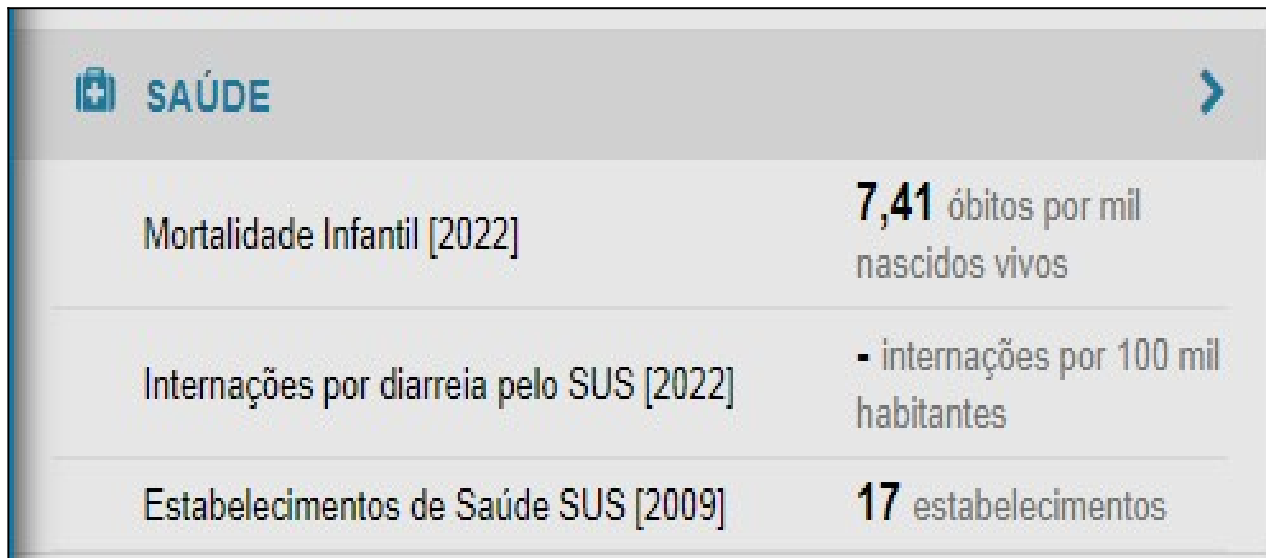 SAÚDE
Mortalidade Infantil [2022]
7,41 óbitos por mil
nascidos vivos
Internações por diarreia pelo SUS [2022]
- internações por 100 mil
habitantes
Estabelecimentos de Saúde SUS [2009]
17 estabelecimentos